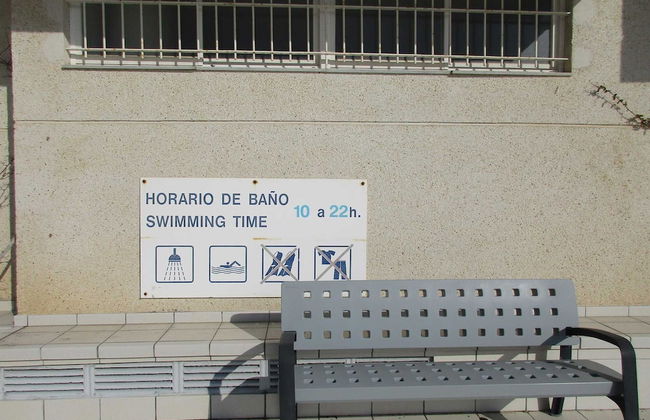 HORARIO DE BAÑO
SWIMMING TIME
10 a 22h.